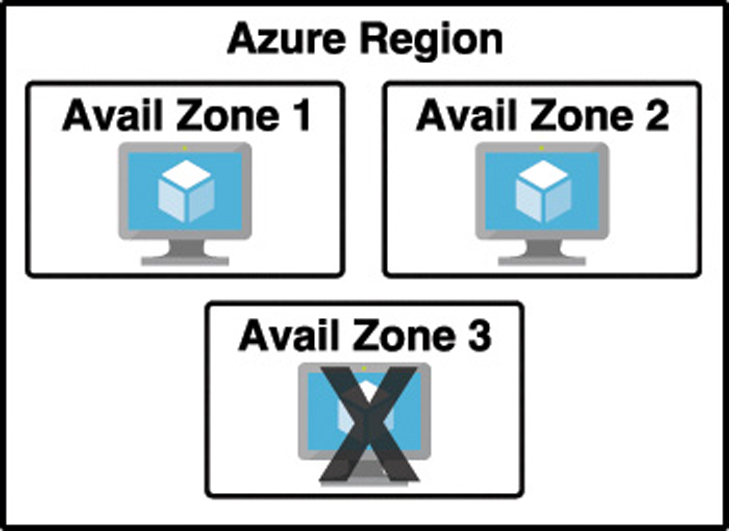 Azure Region
Avail Zone 1
Avail Zone 2
Avail Zone 3
X